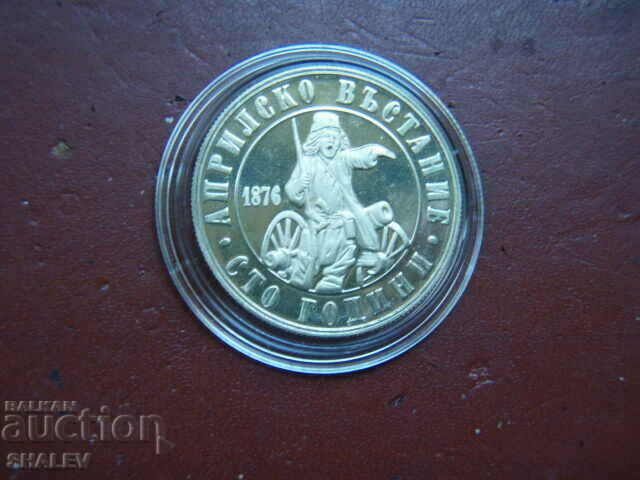 АПРИЛСКО ВЪСТАНИЕ
1876
· СТО ГОДИНИ ·
BALKAN
auction
SHALEV